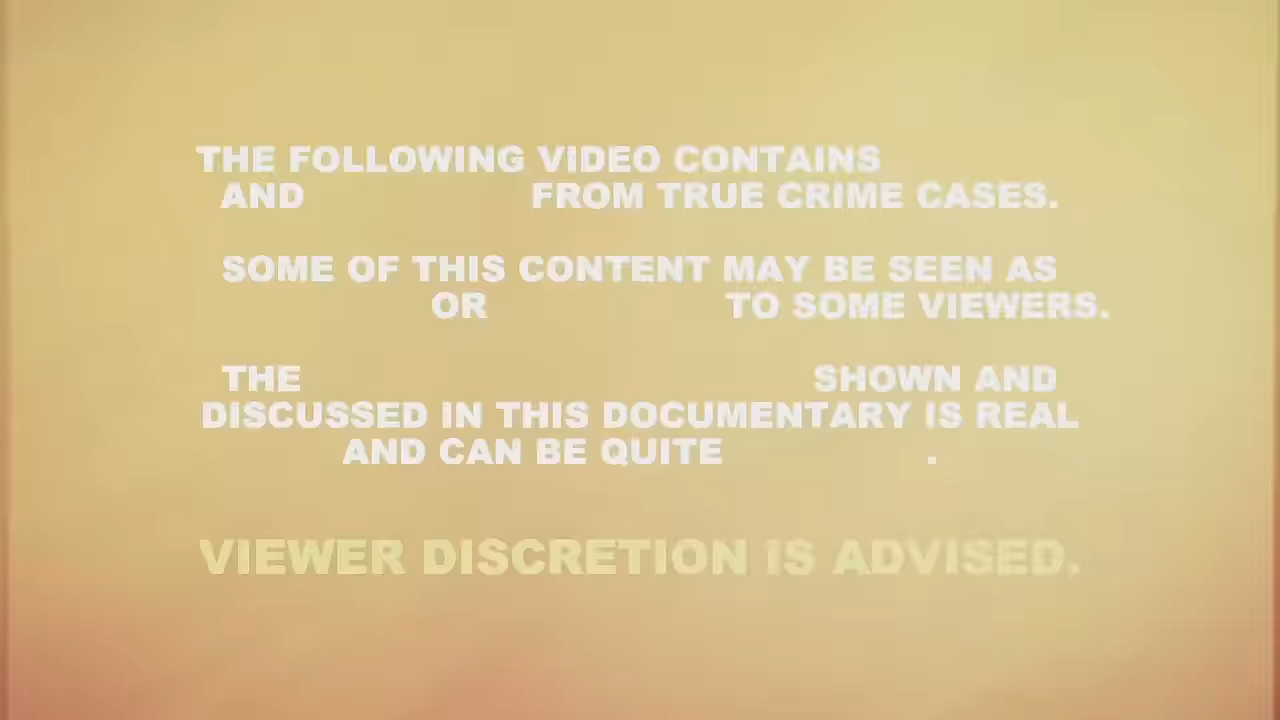 THE FOLLOWING VIDEO CONTAINS
AND FROM TRUE CRIME CASES.
SOME OF THIS CONTENT MAY BE SEEN AS
OR TO SOME VIEWERS.
THE SHOWN AND
DISCUSSED IN THIS DOCUMENTARY IS REAL
AND CAN BE QUITE .
VIEWER DISCRETION IS ADVISED.